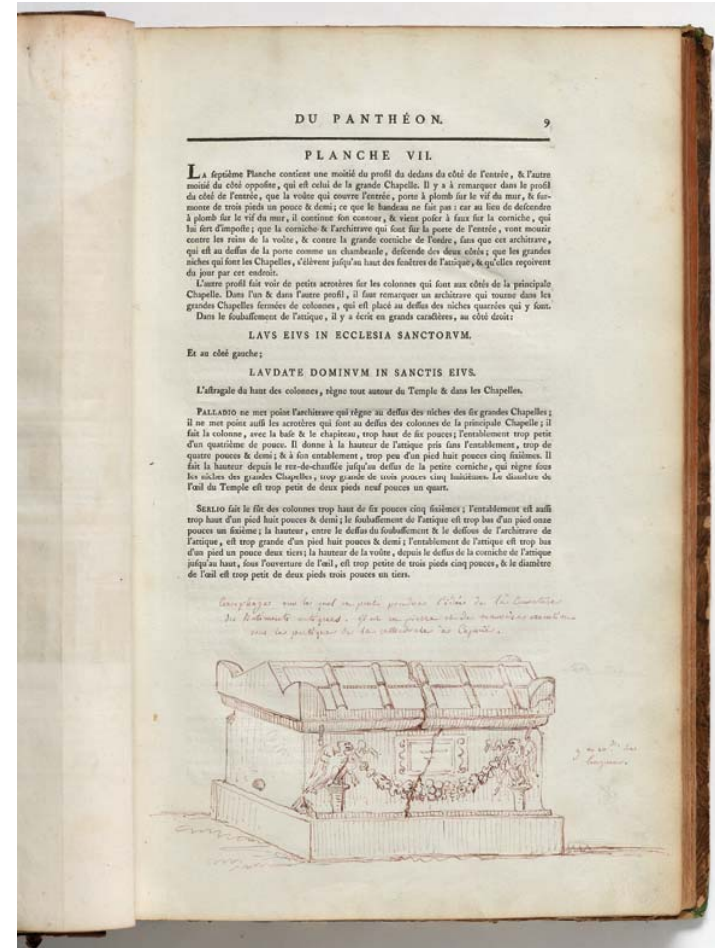 DU PANTHÉON. 9
PLANCHE VII.
LA ſeptième Planche contient une moitié du profil du dedans du côté de l'entrée, & l'autre
moitié du côté oppoſite, qui eſt celui de la grande Chapelle. Il y a à remarquer dans le profil
du côté de l'entrée, que la voûte qui couvre l'entrée, porte à plomb ſur le vif du mur, & ſur-
monte de trois pieds un pouce & demi; ce que le bandeau ne fait pas : car au lieu de deſcendre
à plomb ſur le vif du mur, il continue ſon contour, & vient poſer à faux ſur la corniche, qui
lui ſert d'impoſte; que la corniche & l'architrave qui ſont ſur la porte de l'entrée, vont mourir
contre les reins de la voûte, & contre la grande corniche de l'ordre, ſans que cet architrave,
qui eſt au deſſus de la porte comme un chambranle, deſcende des deux côtés; que les grandes
niches qui font les Chapelles, s'élèvent juſqu'au haut des fenêtres de l'attique, & qu'elles reçoivent
du jour par cet endroit.
L'autre profil fait voir de petits acrotères ſur les colonnes qui ſont aux côtés de la principale
Chapelle. Dans l'un & dans l'autre profil, il faut remarquer un architrave qui tourne dans les
grandes Chapelles fermées de colonnes, qui eſt placé au deſſus des niches quarrées qui y ſont.
Dans le ſoubaſſement de l'attique, il y a écrit en grands caractères, au côté droit:
LAVS EIVS IN ECCLESIA SANCTORVM.
Et au côté gauche;
LAVDATE DOMINVM IN SANCTIS EIVS.
L'aſtragale du haut des colonnes, règne tout autour du Temple & dans les Chapelles.
PALLADIO ne met point l'architrave qui règne au deſſus des niches des ſix grandes Chapelles;
il ne met point auſſi les acrotères qui ſont au deſſus des colonnes de la principale Chapelle; il
fait la colonne, avec la baſe & le chapiteau, trop haut de ſix pouces; l'entablement trop petit
d'un quatrième de pouce. Il donne à la hauteur de l'attique pris ſans l'entablement, trop de
quatre pouces & demi; & à ſon entablement, trop peu d'un pied huit pouces cinq ſixièmes. Il
fait la hauteur depuis le rez-de-chauſſée juſqu'au deſſus de la petite corniche, qui règne ſous
les niches des grandes Chapelles, trop grande de trois pouces cinq huitièmes. Le diamètre de
l'œil du Temple eſt trop petit de deux pieds neuf pouces un quart.
SERLIO fait le fût des colonnes trop haut de ſix pouces cinq ſixièmes; l'entablement eſt auſſi
trop haut d'un pied huit pouces & demi; le ſoubaſſement de l'attique eſt trop bas d'un pied onze
pouces un ſixième; la hauteur, entre le deſſus du ſoubaſſement & le deſſous de l'architrave de
l'attique, eſt trop grande d'un pied huit pouces & demi; l'entablement de l'attique eſt trop bas
d'un pied un pouce deux tiers; la hauteur de la voûte, depuis le deſſus de la corniche de l'attique
juſqu'au haut, ſous l'ouverture de l'œil, eſt trop petite de trois pieds cinq pouces, & le diamètre
de l'œil eſt trop petit de deux pieds trois pouces un tiers.